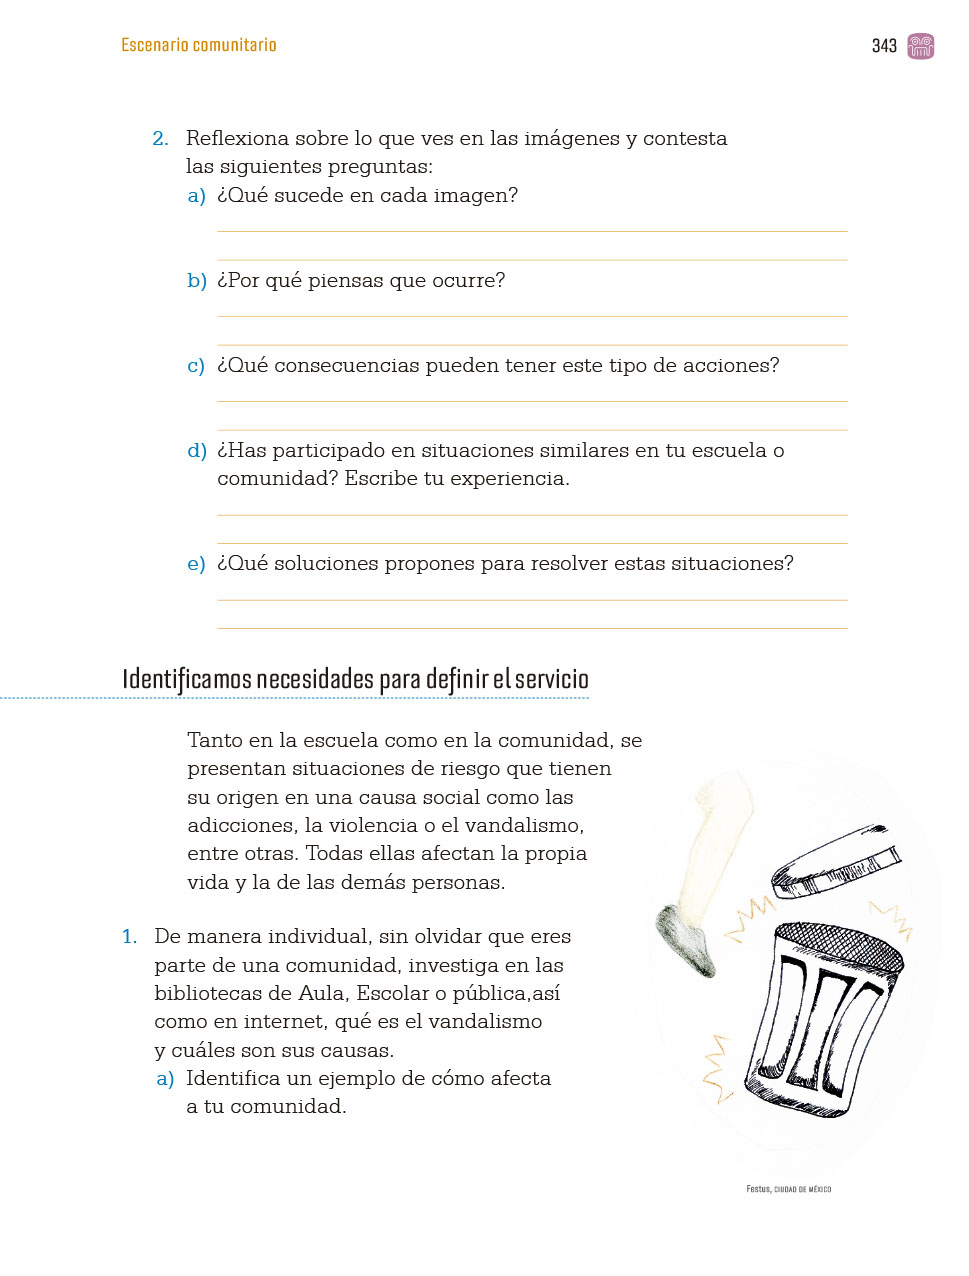 Escenario comunitario
343
2. Reflexiona sobre lo que ves en las imágenes y contesta
las siguientes preguntas:
a) ¿Qué sucede en cada imagen?
b) ¿Por qué piensas que ocurre?
c) ¿Qué consecuencias pueden tener este tipo de acciones?
d) ¿Has participado en situaciones similares en tu escuela o
comunidad? Escribe tu experiencia.
e) ¿Qué soluciones propones para resolver estas situaciones?
Identificamos necesidades para definir el servicio
Tanto en la escuela como en la comunidad, se
presentan situaciones de riesgo que tienen
su origen en una causa social como las
adicciones, la violencia o el vandalismo,
entre otras. Todas ellas afectan la propia
vida y la de las demás personas.
1. De manera individual, sin olvidar que eres
parte de una comunidad, investiga en las
bibliotecas de Aula, Escolar o pública,así
como en internet, qué es el vandalismo
y cuáles son sus causas.
a) Identifica un ejemplo de cómo afecta
a tu comunidad.
Festus, CIUDAD DE MÉXICO